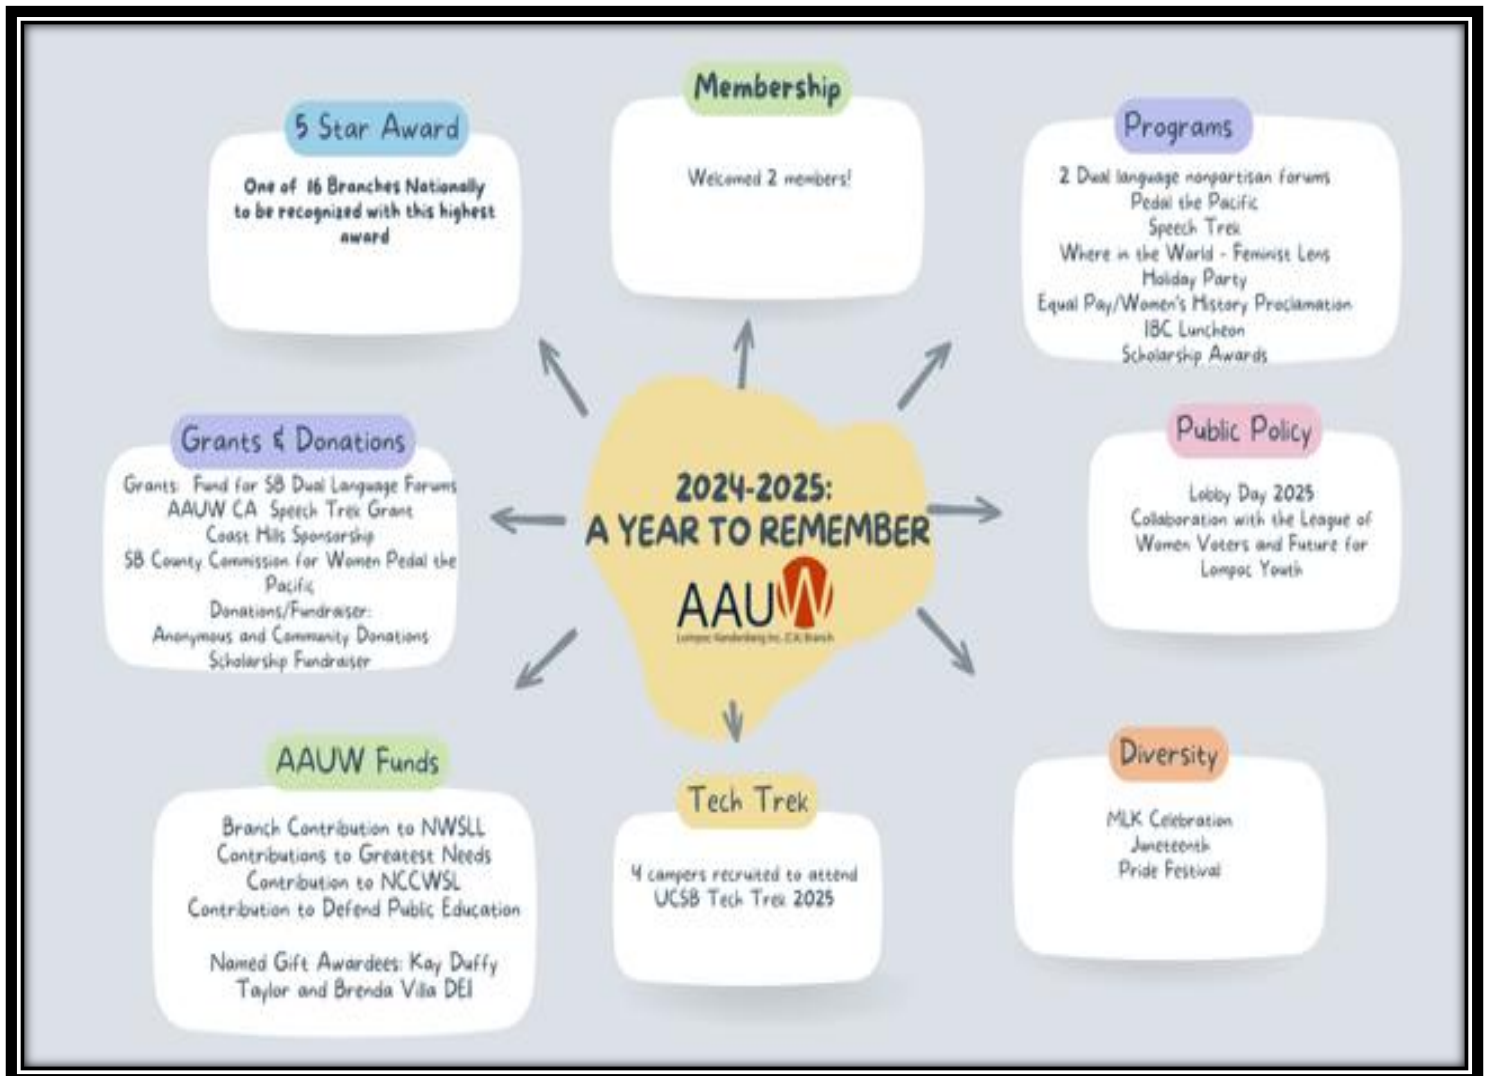 5 Star Award
One of 16 Branches Nationally
to be recognized with this highest
award
Membership
Welcomed 2 members!
Programs
2 Dual language nonpartisan forums
Pedal the Pacific
Speech Trek
Where in the World - Feminist Lens
Holiday Party
Equal Pay/Women's History Proclamation
IBC Luncheon
Scholarship Awards
Grants & Donations
Grants: Fund for SB Dual Language Forums
AAUW CA Speech Trek Grant
Coast Hills Sponsorship
SB County Commission for Women Pedal the
Pacific
Donations/Fundraiser:
Anonymous and Community Donations
Scholarship Fundraiser
2024-2025:
A YEAR TO REMEMBER
AAUW
Lompoc Vandenberg Inc. (CA) Branch
Public Policy
Lobby Day 2025
Collaboration with the League of
Women Voters and Future for
Lompoc Youth
AAUW Funds
Branch Contribution to NWSLL
Contributions to Greatest Needs
Contribution to NCCWSL
Contribution to Defend Public Education
Named Gift Awardees: Kay Duffy
Taylor and Brenda Villa DEI
Tech Trek
4 campers recruited to attend
UCSB Tech Trek 2025
Diversity
MLK Celebration
Juneteenth
Pride Festival